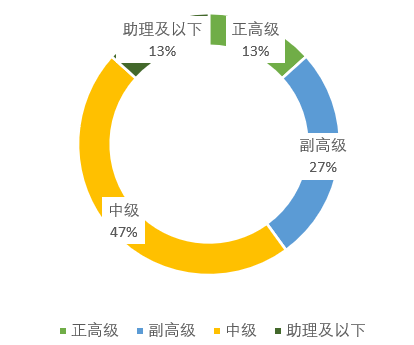 助理及以下
13%
正高级
13%
副高级
27%
中级
47%
正高级 副高级 中级 助理及以下